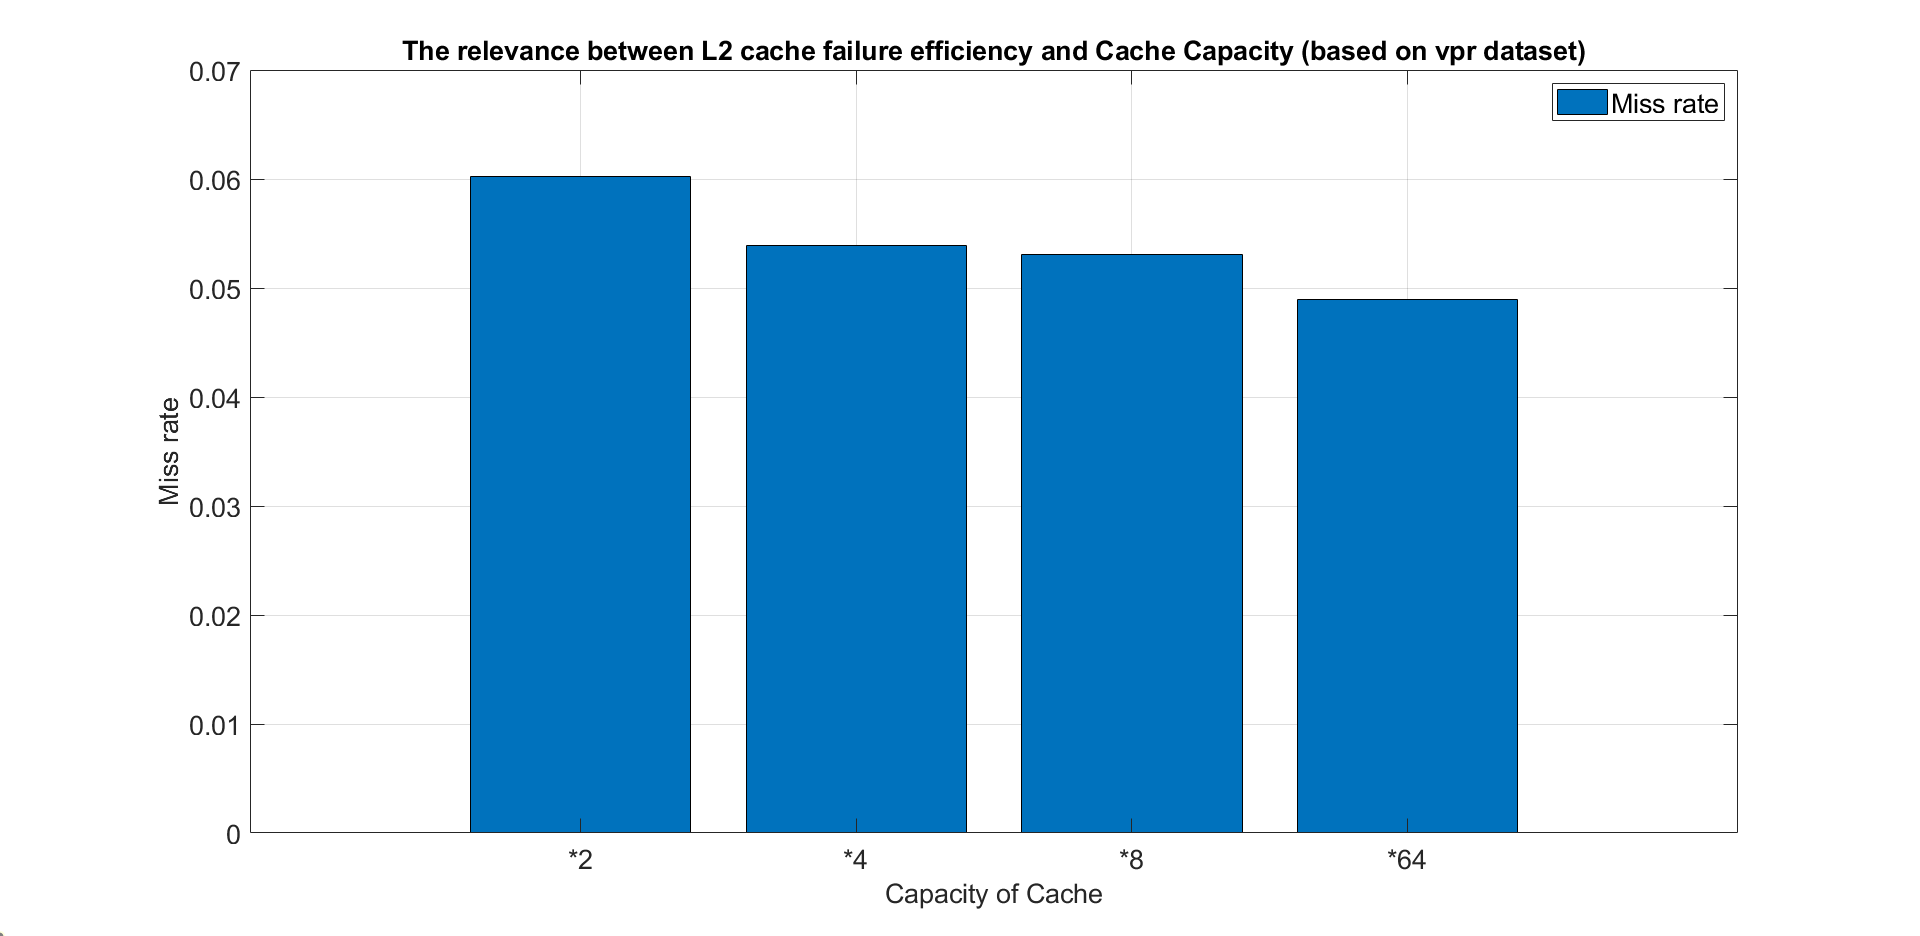 The relevance between L2 cache failure efficiency and Cache Capacity (based on vpr dataset)
0.07
Miss rate
0.06
0.05
0.04
Miss rate
0.03
0.02
0.01
0
*2 *4 *8 *64
Capacity of Cache